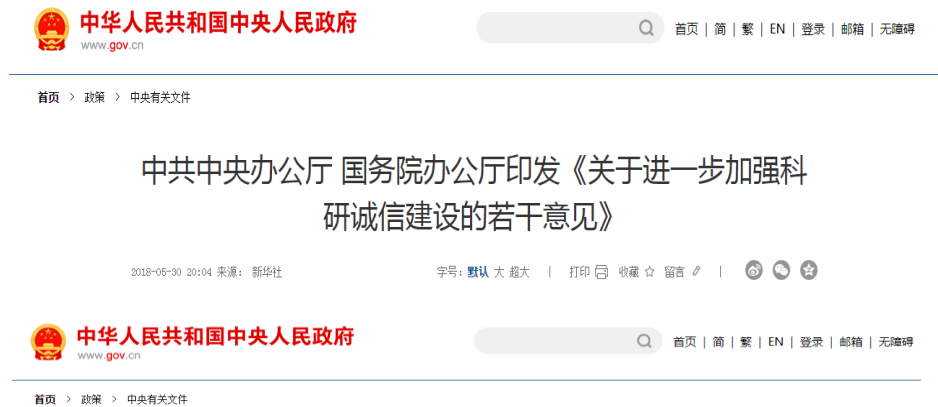 中华人民共和国中央人民政府
www.gov.cn
首页 | 简 | 繁 | EN | 登录 | 邮箱 | 无障碍
首页 > 政策 > 中央有关文件
中共中央办公厅 国务院办公厅印发《关于进一步加强科
研诚信建设的若干意见》
2018-05-30 20:04 来源： 新华社
字号：默认 大 超大 | 打印 收藏 留言 |
中华人民共和国中央人民政府
www.gov.cn
首页 | 简 | 繁 | EN | 登录 | 邮箱 | 无障碍
首页 > 政策 > 中央有关文件